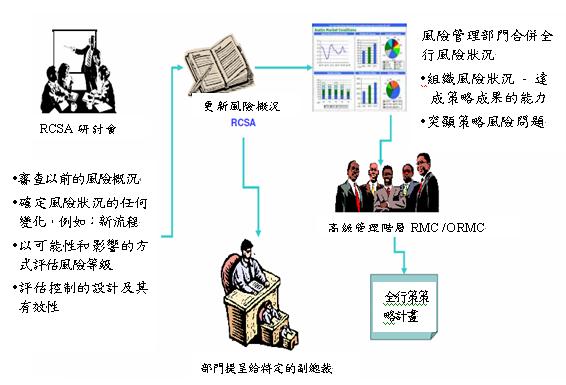 RCSA 研討會
•審查以前的風險概況
•確定風險狀況的任何
變化，例如：新流程
•以可能性和影響的方
式評估風險等級
•評估控制的設計及其
有效性
更新風險概況
RCSA
部門提呈給特定的副總裁
Austin Market Conditions
風險管理部門合併全
行風險狀況
•組織風險狀況 - 達
成策略成果的能力
•突顯策略風險問題
高級管理階層 RMC /ORMC
全行策策
略計畫